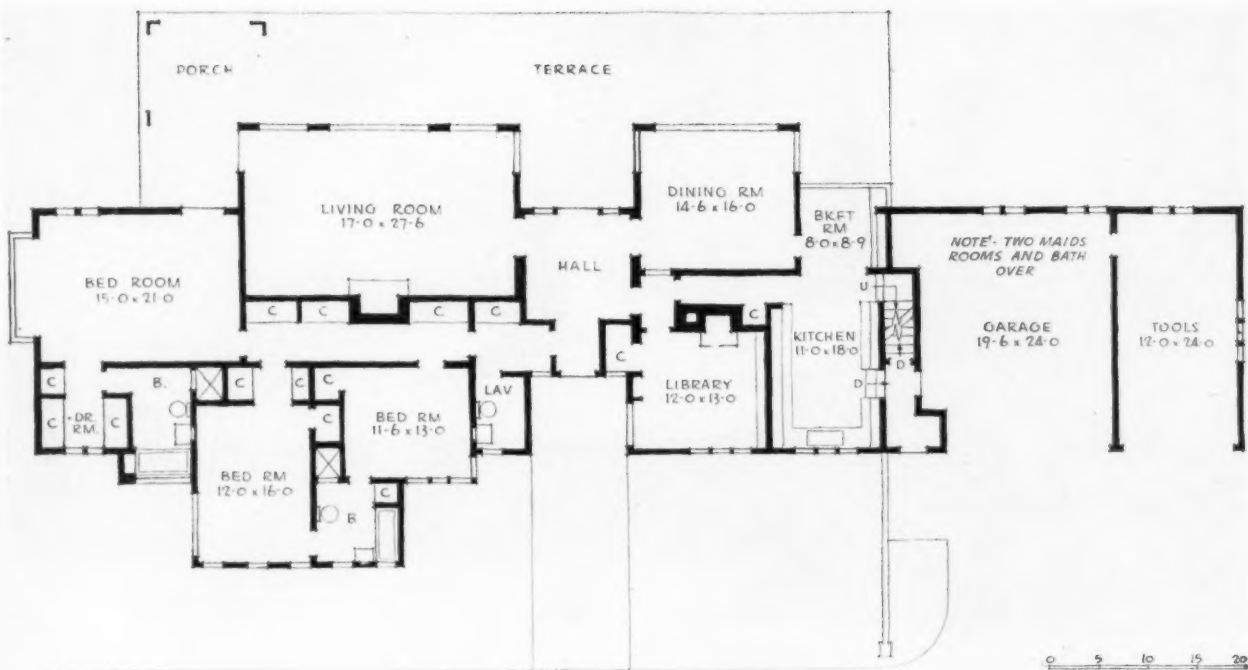 PORCH
TERRACE
LIVING ROOM
17-0 x 27-6
DINING RM
14-6 x 16-0
BKFT
RM
8-0 x 8-9
NOTE'- TWO MAIDS
ROOMS AND BATH
OVER
HALL
BED ROOM
15-0 x 21-0
C
C
C
C
C
U
KITCHEN
11-0 x 18-0
GARAGE
19-6 x 24-0
TOOLS
12-0 x 24-0
C
LIBRARY
12-0 x 13-0
D
D
C
B.
C
C
C
LAV
C
DR.
RM.
C
C
BED RM
11-6 x 13-0
BED RM
12-0 x 16-0
C
B
0 5 10 15 20